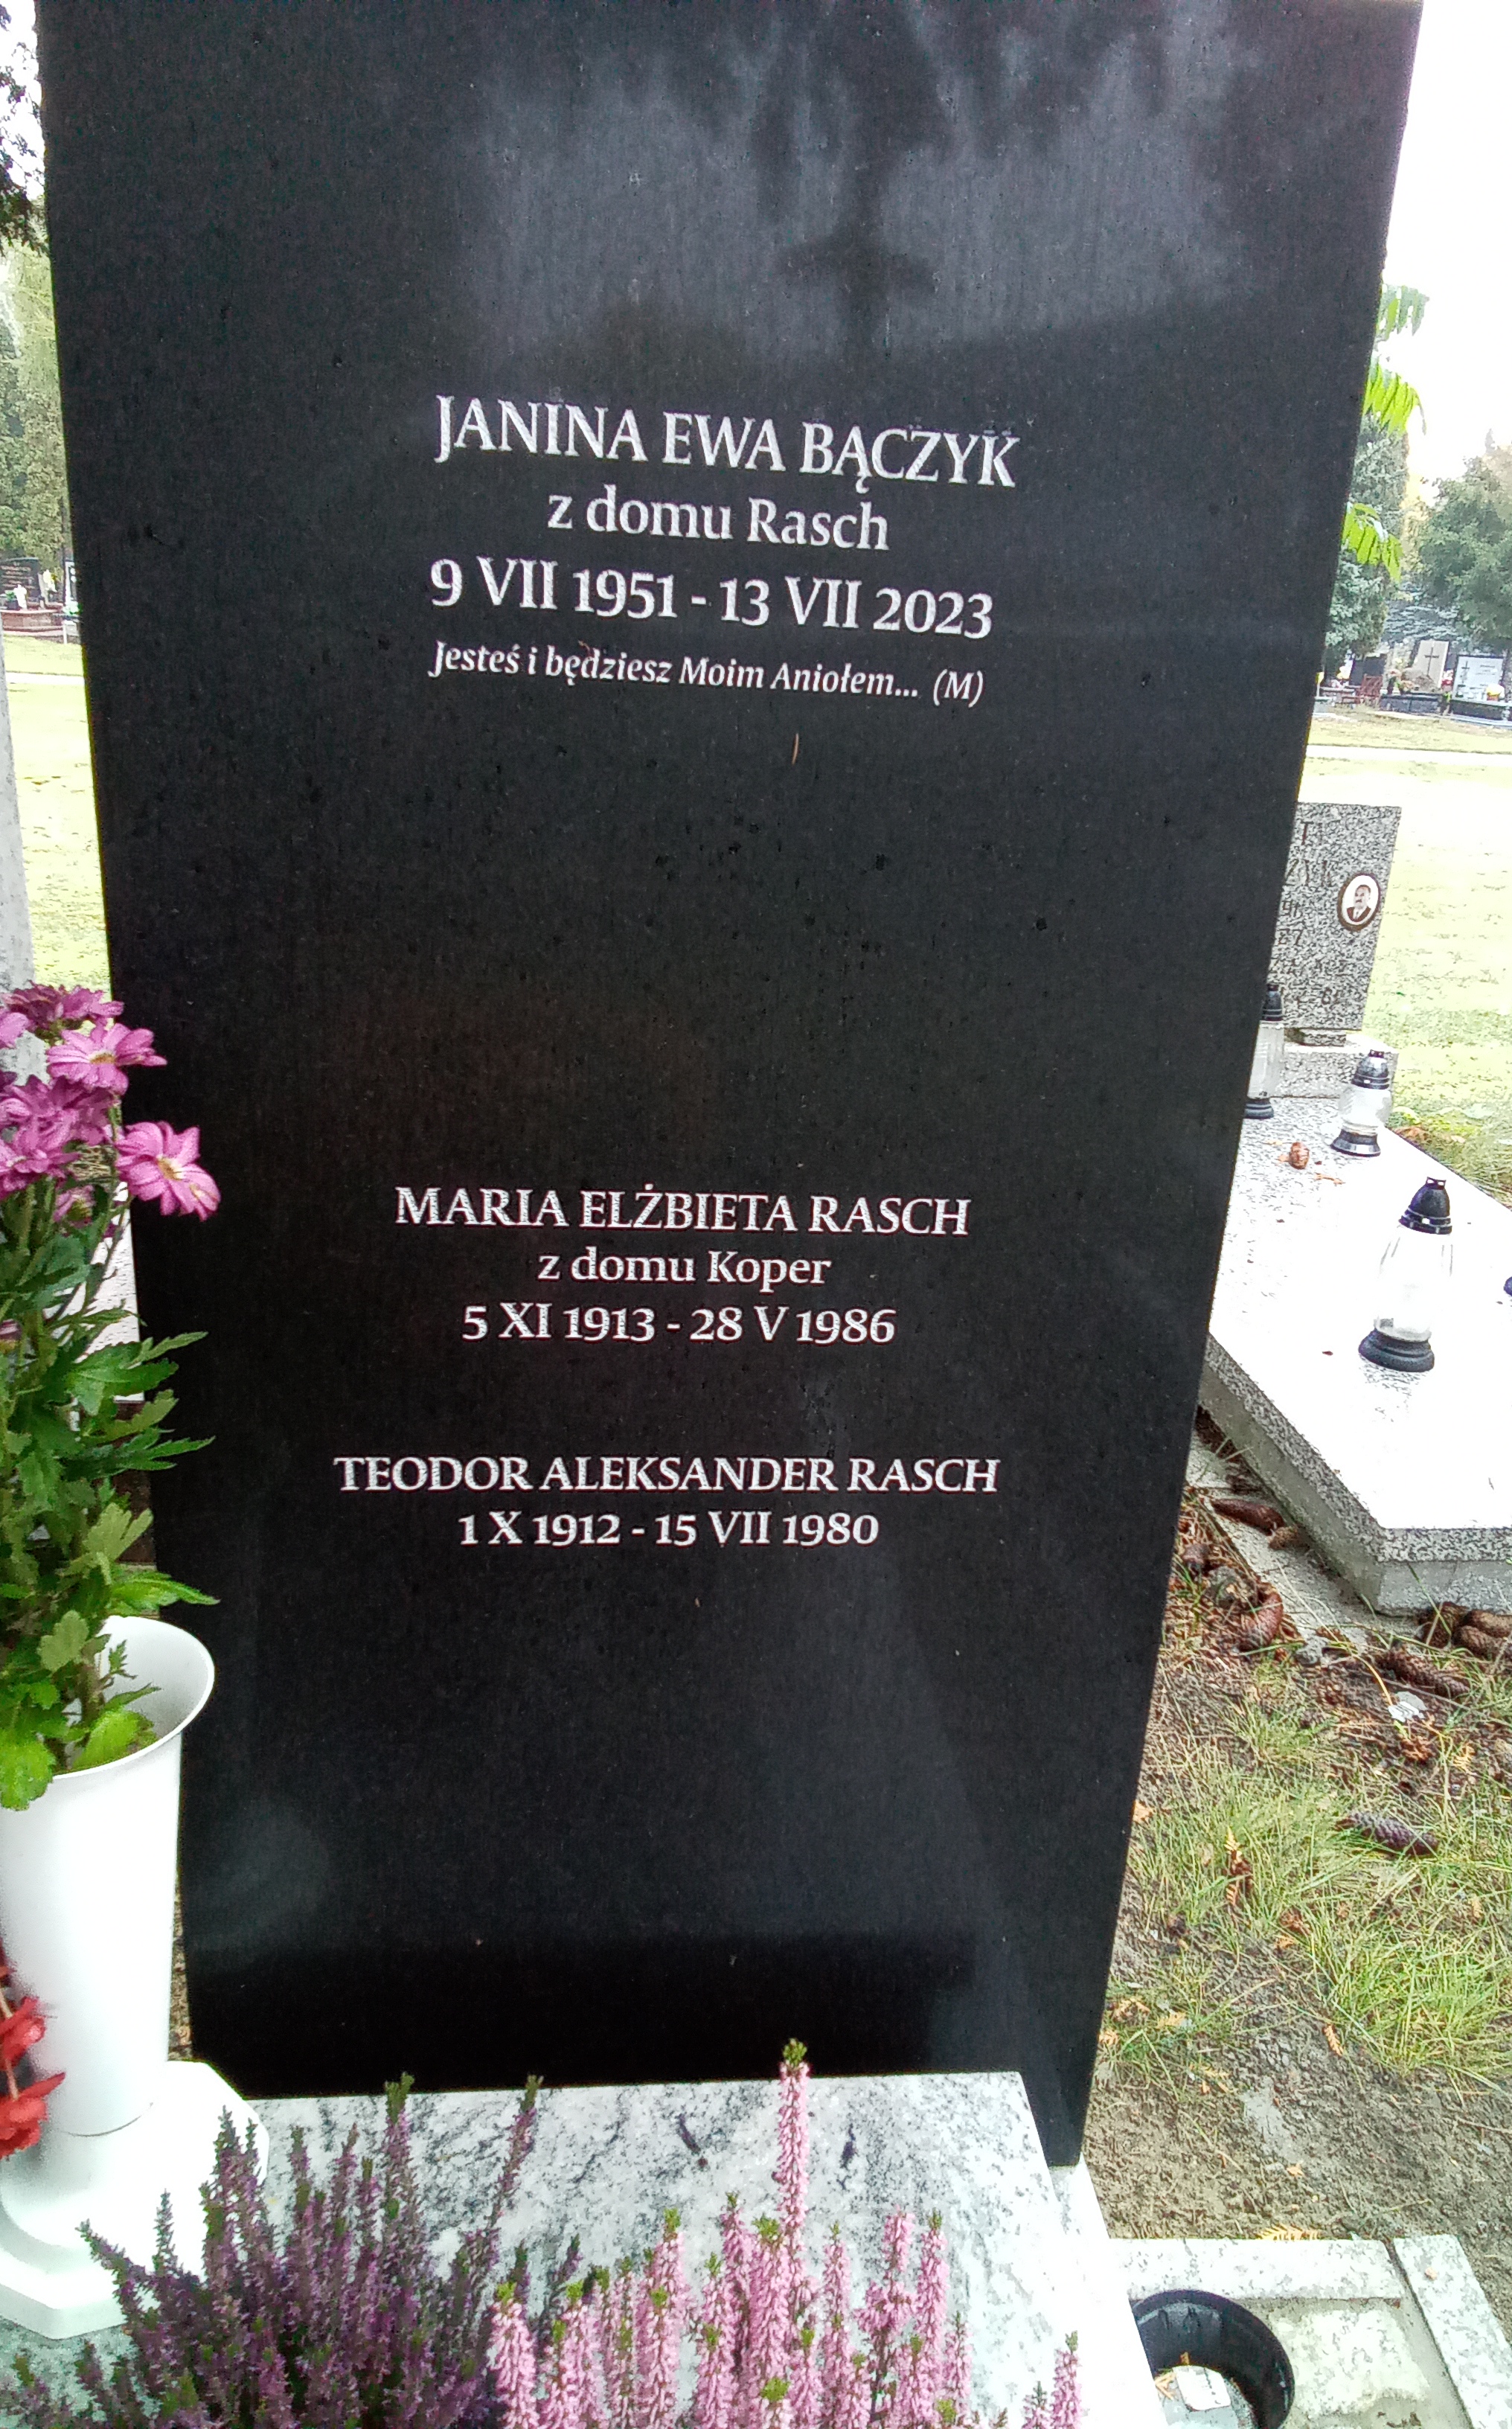 JANINA EWA BĄCZYK
z domu Rasch
9 VII 1951 - 13 VII 2023
Jesteś i będziesz Moim Aniołem... (M)
MARIA ELŻBIETA RASCH
z domu Koper
5 XI 1913 - 28 V 1986
TEODOR ALEKSANDER RASCH
1 X 1912 - 15 VII 1980